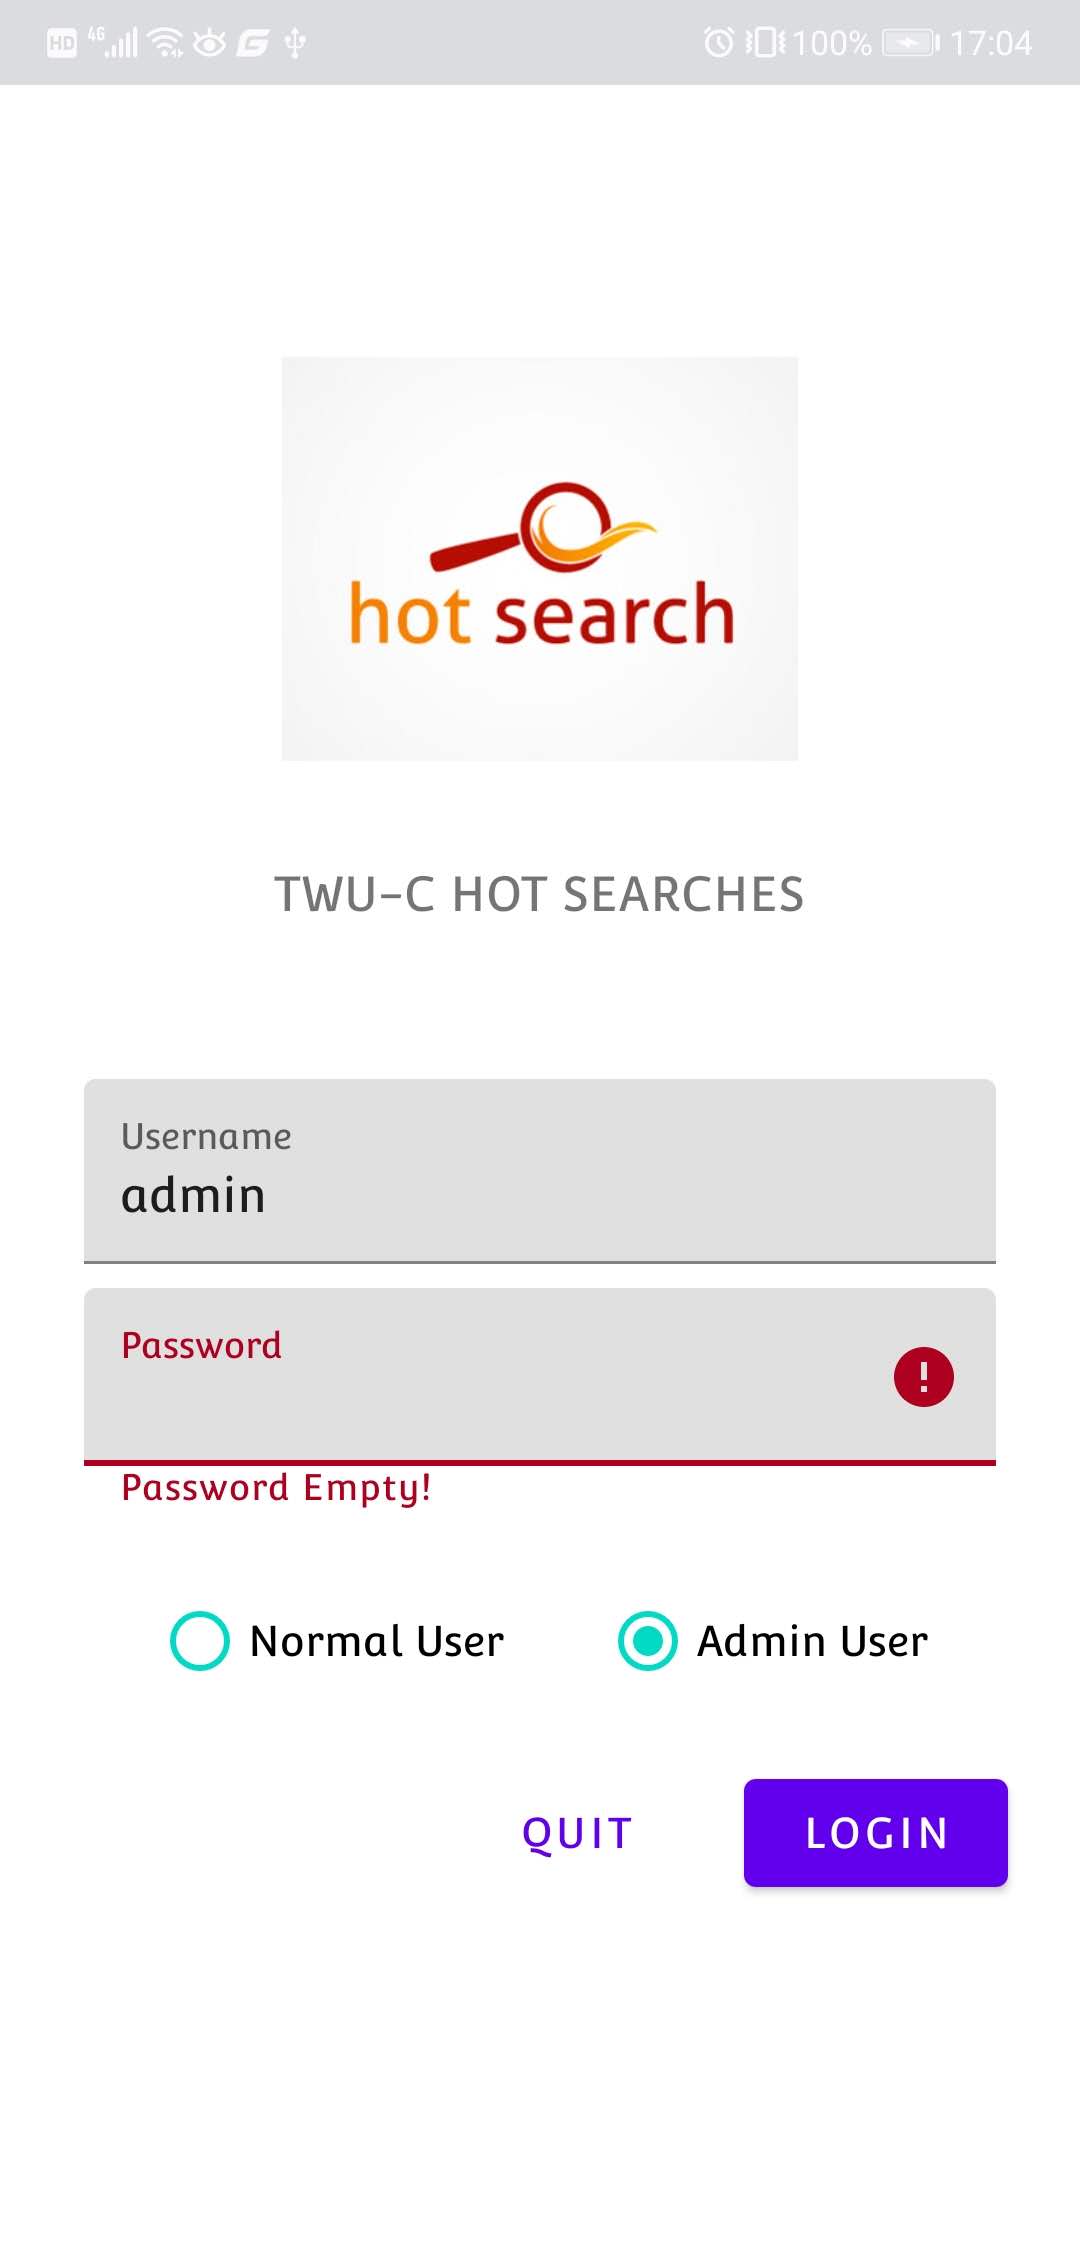 HD 4G 100% 17:04
hot search
TWU-C HOT SEARCHES
Username
admin
Password
Password Empty!
Normal User Admin User
QUIT LOGIN